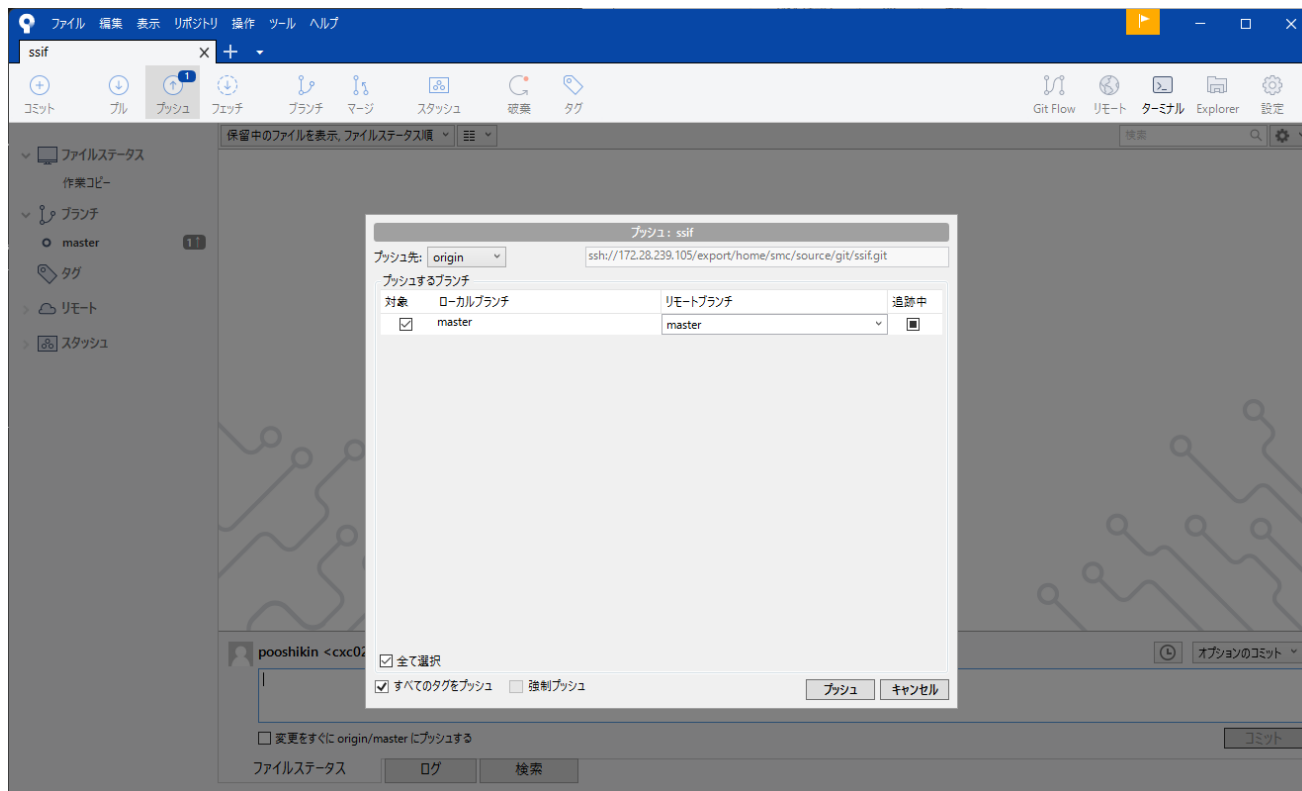 ファイル 編集 表示 リポジトリ 操作 ツール ヘルプ
ssif
1
コミット プル プッシュ フェッチ ブランチ マージ スタッシュ 破棄 タグ Git Flow リモート ターミナル Explorer 設定
保留中のファイルを表示, ファイルステータス順 検索
ファイルステータス
作業コピー
ブランチ
master 1↑
タグ
リモート
スタッシュ
プッシュ : ssif
プッシュ先: origin ssh://172.28.239.105/export/home/smc/source/git/ssif.git
プッシュするブランチ
対象 ローカルブランチ リモートブランチ 追跡中
master master
全て選択
すべてのタグをプッシュ 強制プッシュ プッシュ キャンセル
pooshikin <cxc02 オプションのコミット
変更をすぐに origin/master にプッシュする コミット
ファイルステータス ログ 検索